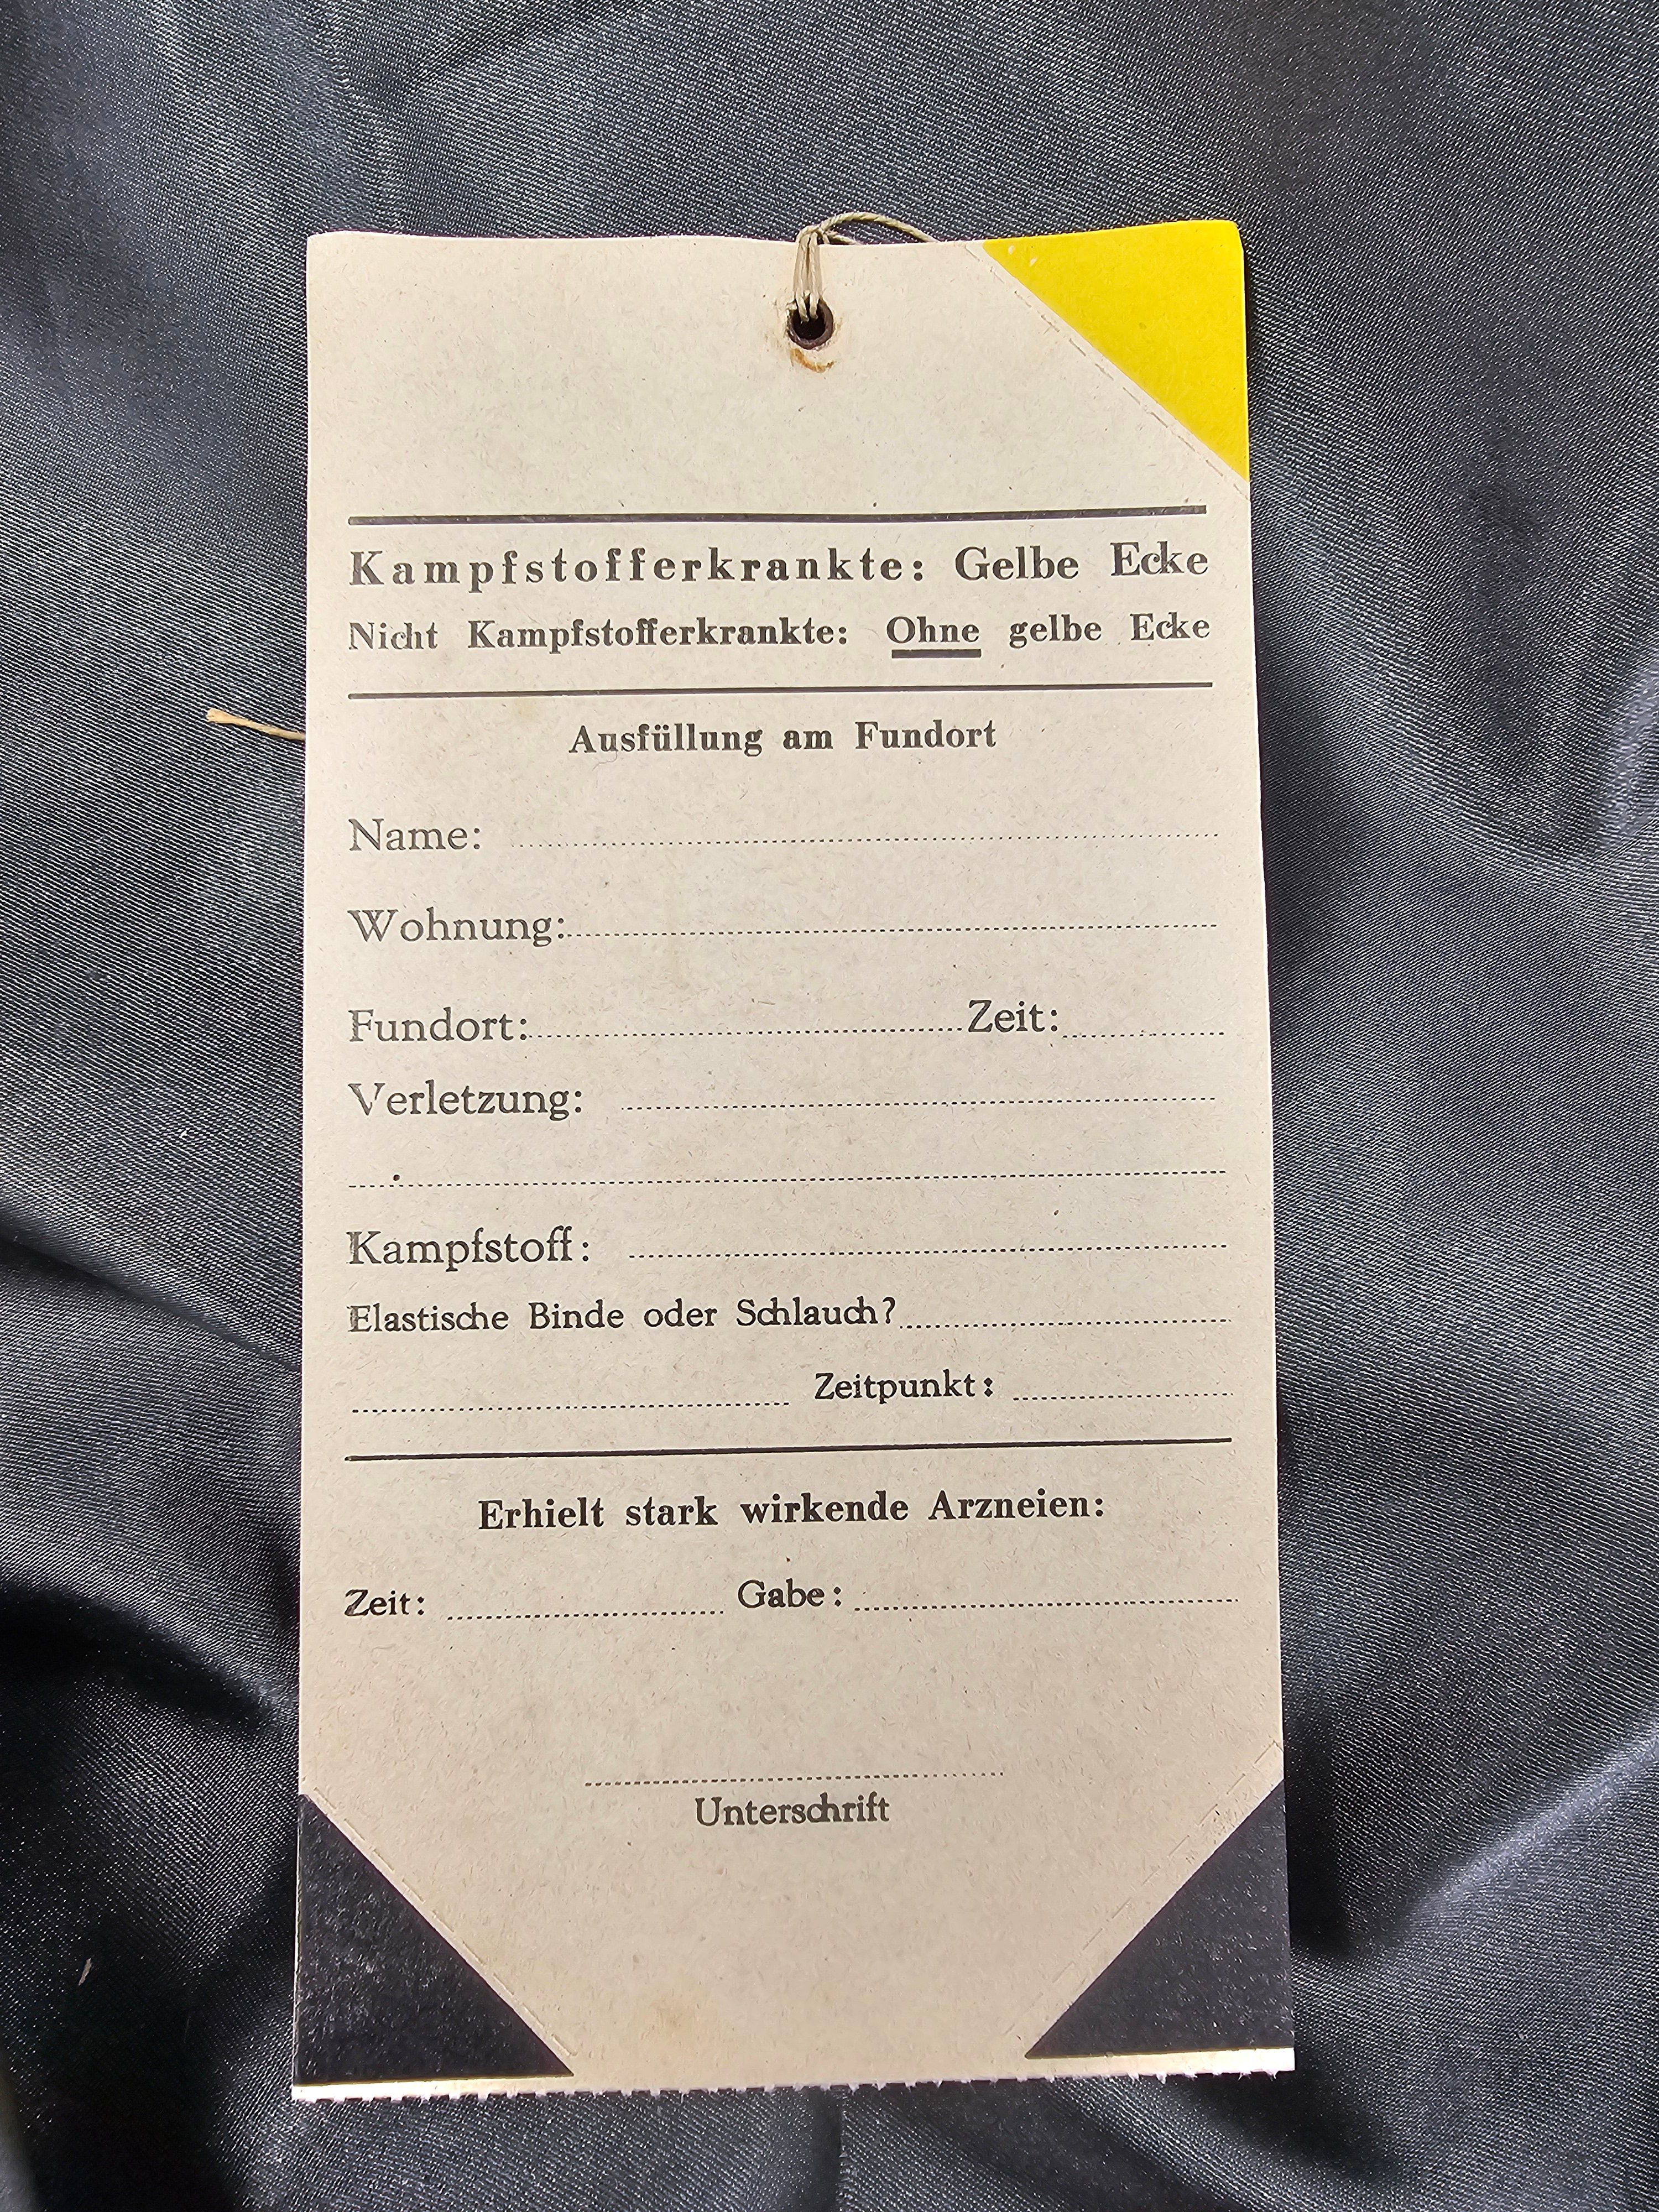 Kampfstofferkrankte: Gelbe Ecke
Nicht Kampfstofferkrankte: Ohne gelbe Ecke
Ausfüllung am Fundort
Name:
Wohnung:
Fundort: Zeit:
Verletzung:
Kampfstoff:
Elastische Binde oder Schlauch?
Zeitpunkt:
Erhielt stark wirkende Arzneien:
Zeit: Gabe:
Unterschrift